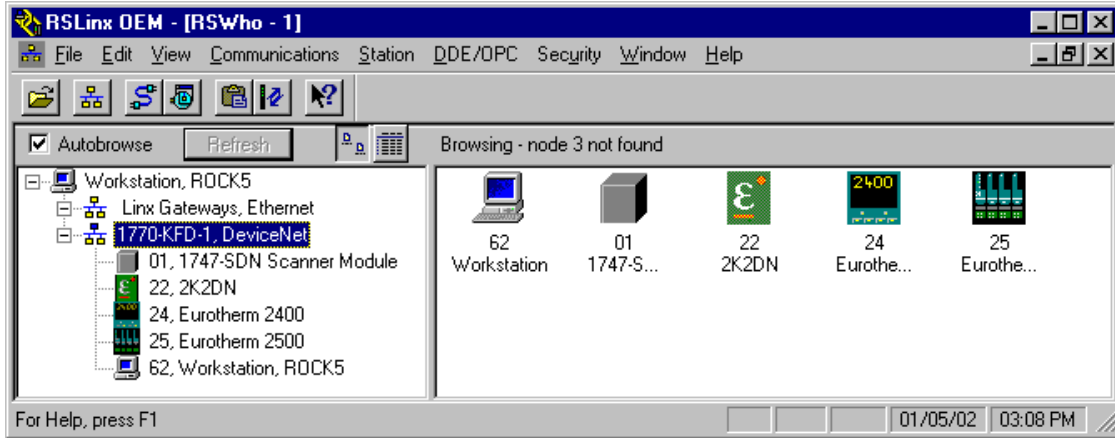 RSLinx OEM - [RSWho - 1]
File Edit View Communications Station DDE/OPC Security Window Help
Autobrowse Refresh Browsing - node 3 not found
Workstation, ROCK5
Linx Gateways, Ethernet
1770-KFD-1, DeviceNet
01, 1747-SDN Scanner Module
22, 2K2DN
24, Eurotherm 2400
25, Eurotherm 2500
62, Workstation, ROCK5
2400
62 01 22 24 25
Workstation 1747-S... 2K2DN Eurothe... Eurothe...
For Help, press F1 01/05/02 03:08 PM